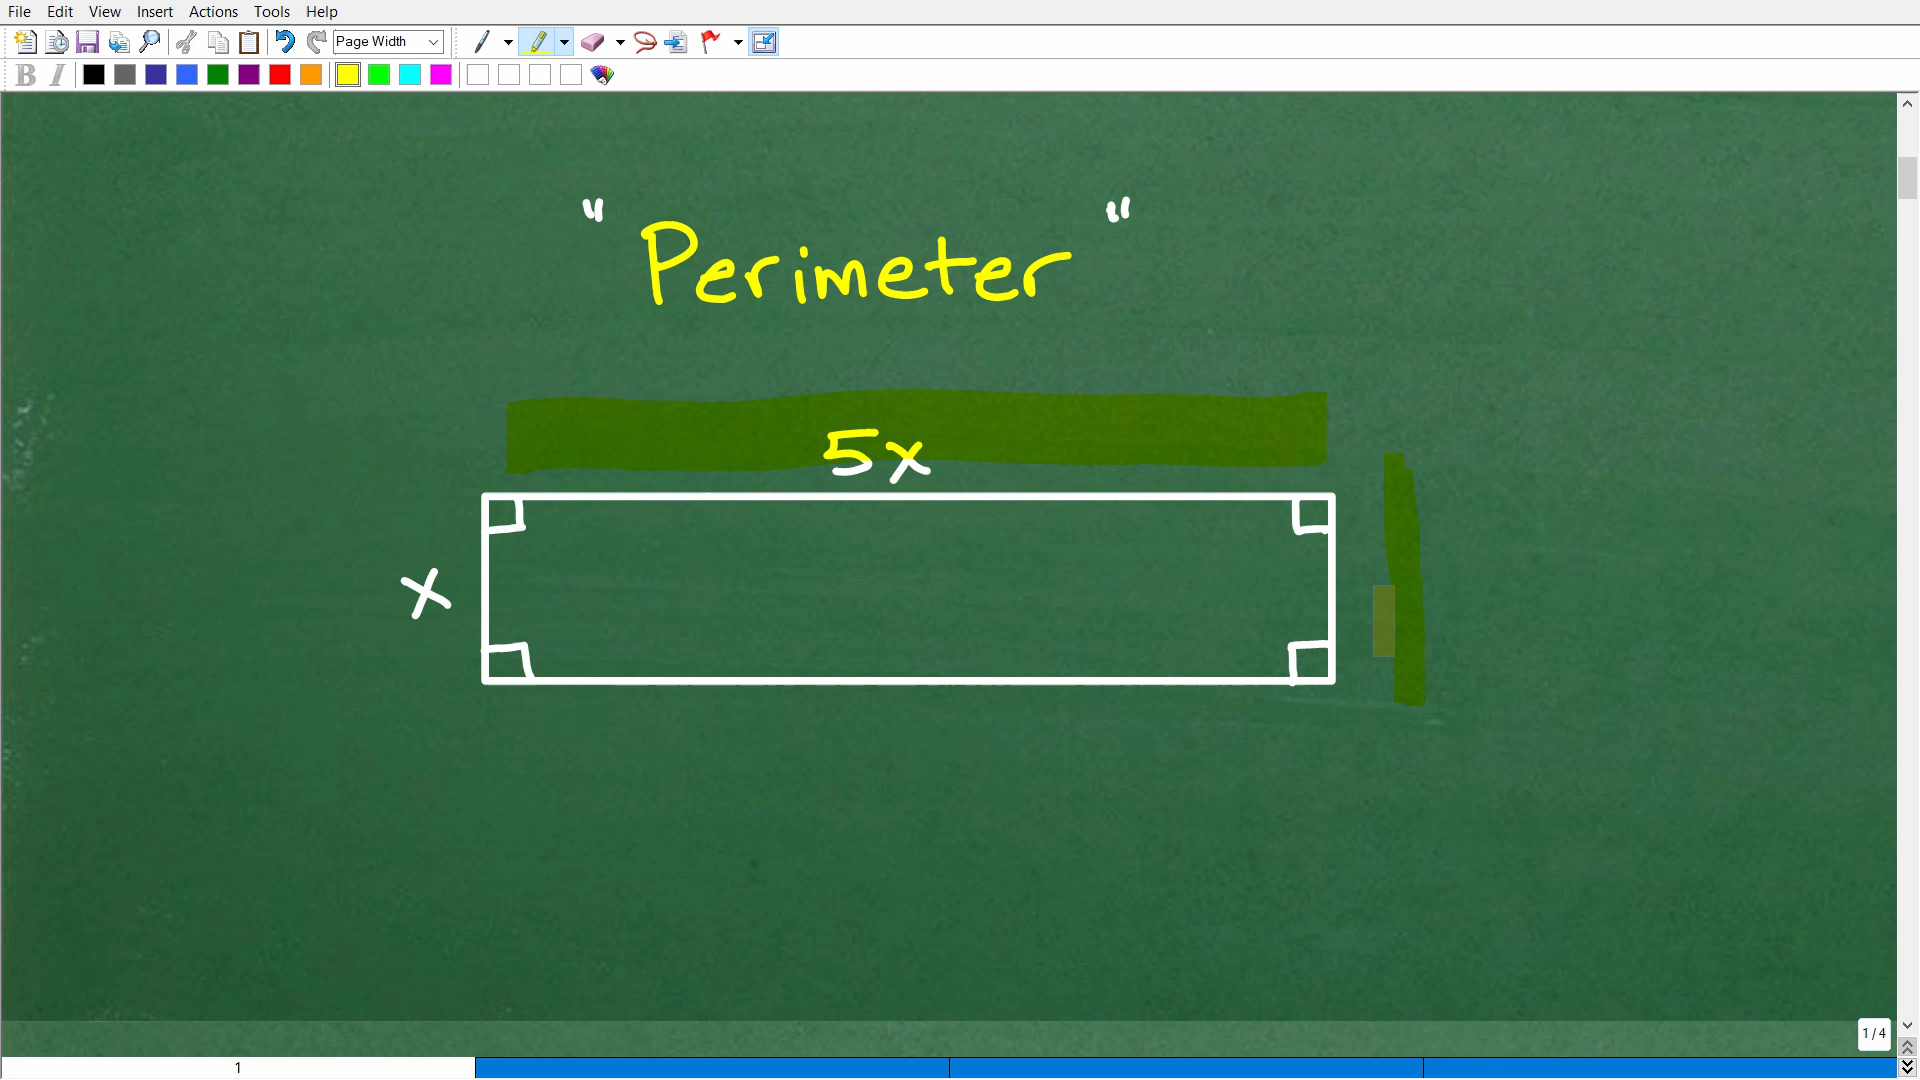 File Edit View Insert Actions Tools Help
Page Width
B I
" Perimeter "
5x
x
1 / 4
1